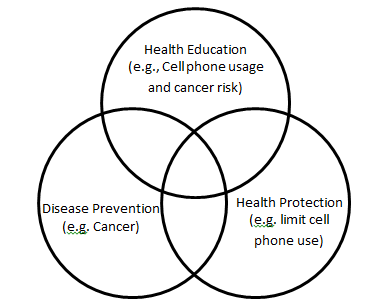 Health Education
(e.g., Cell phone usage
and cancer risk)
Disease Prevention
(e.g. Cancer)
Health Protection
(e.g. limit cell
phone use)